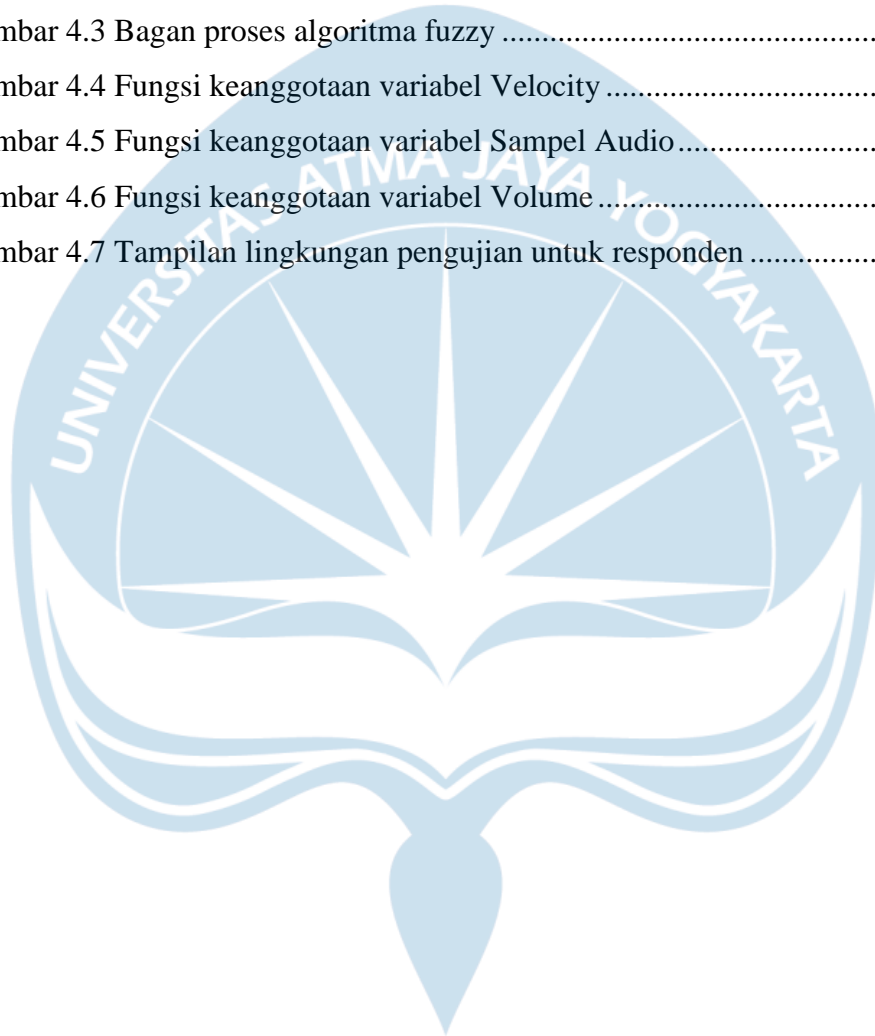 mbar 4.3 Bagan proses algoritma fuzzy ...............................................
mbar 4.4 Fungsi keanggotaan variabel Velocity ..................................
mbar 4.5 Fungsi keanggotaan variabel Sampel Audio .........................
mbar 4.6 Fungsi keanggotaan variabel Volume ...................................
mbar 4.7 Tampilan lingkungan pengujian untuk responden ................
UNIVERSITAS ATMA JAYA YOGYAKARTA